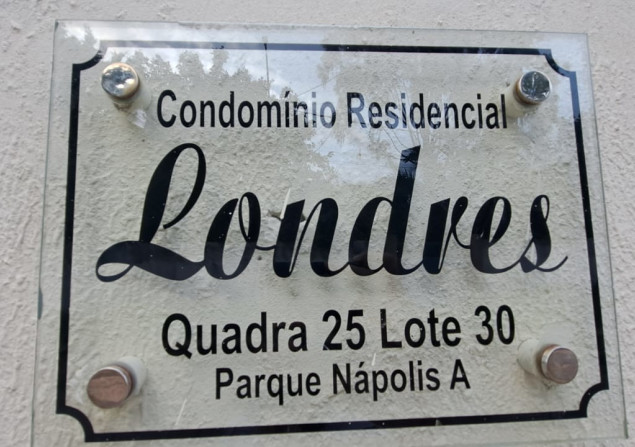 Condomínio Residencial
Londres
Quadra 25 Lote 30
Parque Nápolis A